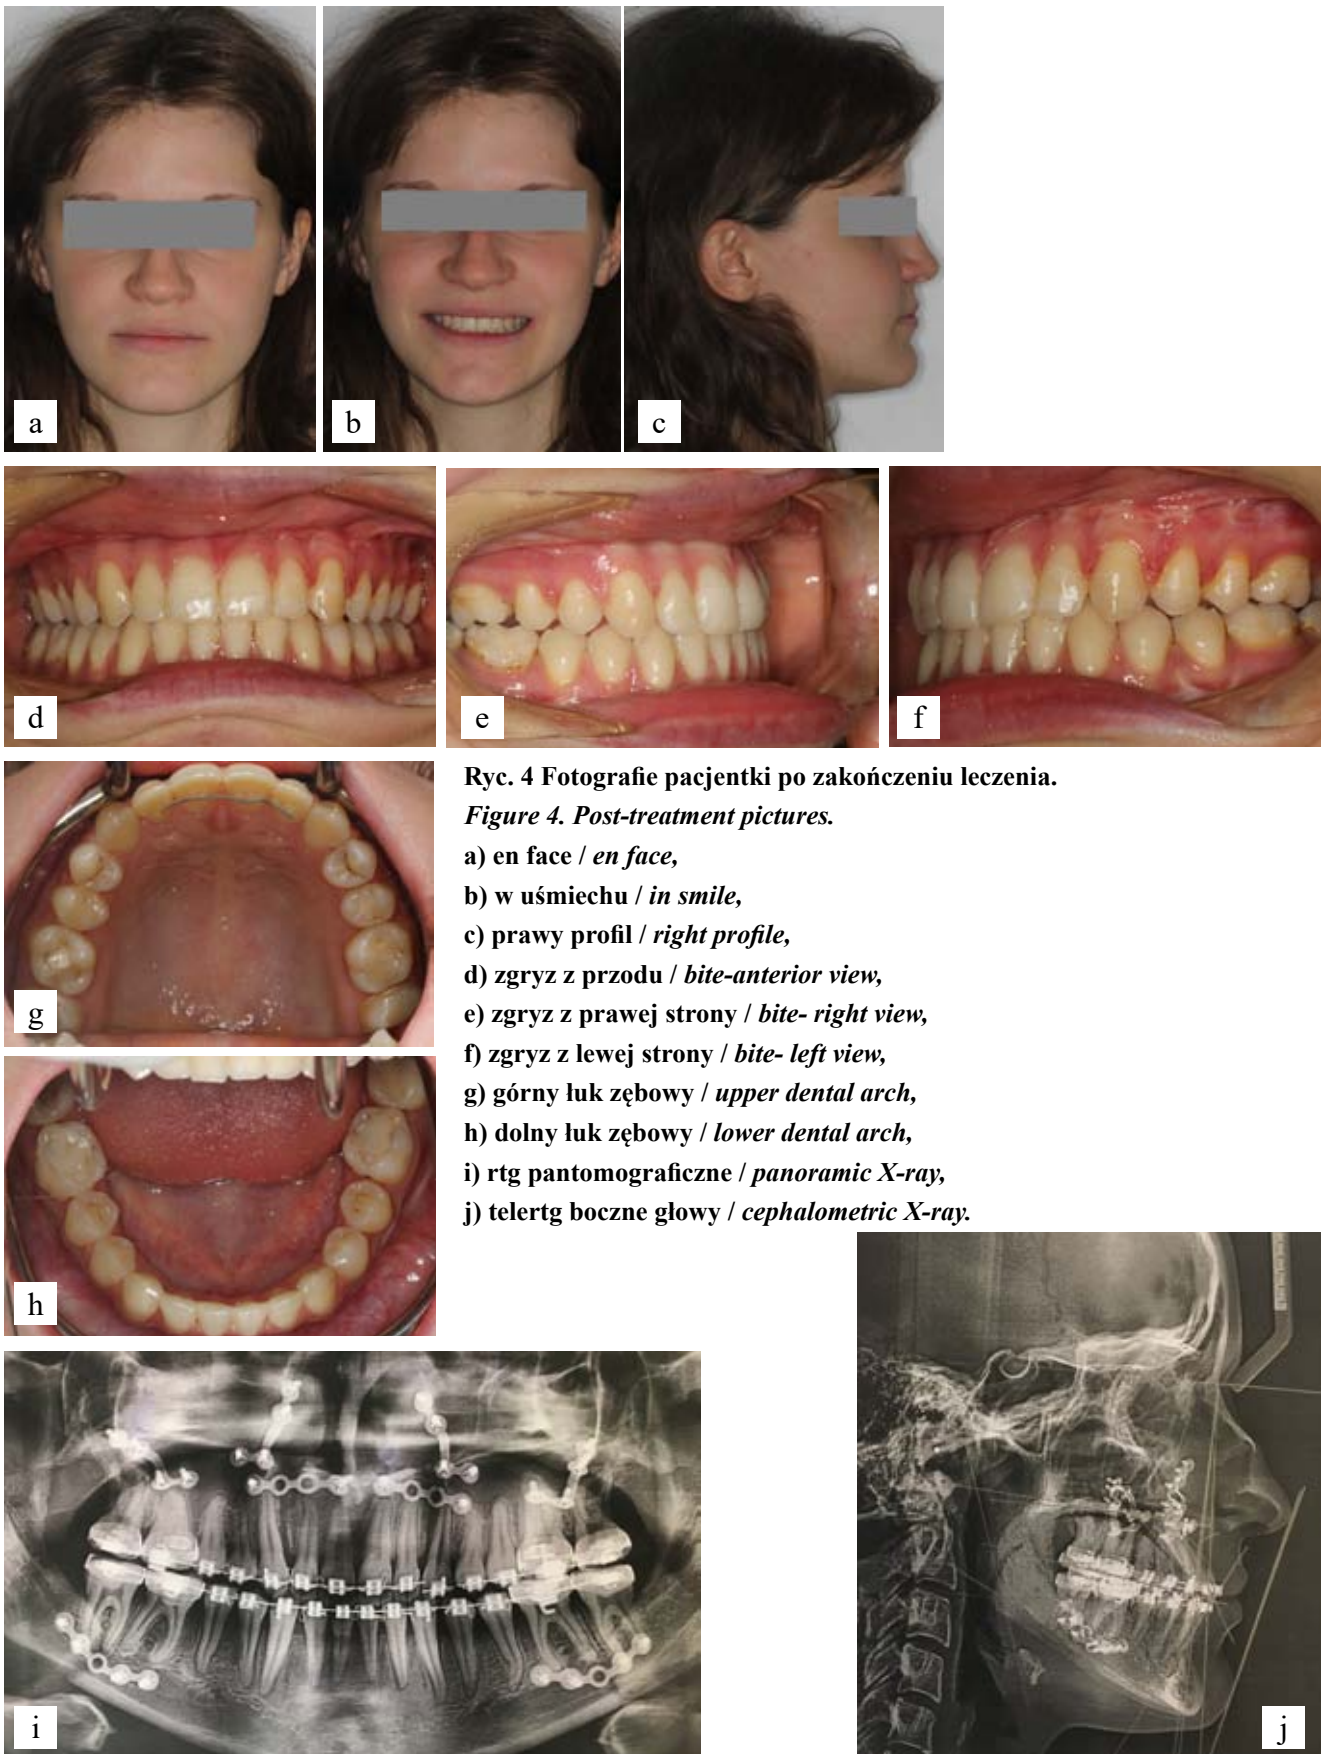 a
b
c
d
e
f
Ryc. 4 Fotografie pacjentki po zakończeniu leczenia.
Figure 4. Post-treatment pictures.
a) en face / en face,
b) w uśmiechu / in smile,
c) prawy profil / right profile,
d) zgryz z przodu / bite-anterior view,
e) zgryz z prawej strony / bite- right view,
f) zgryz z lewej strony / bite- left view,
g) górny łuk zębowy / upper dental arch,
h) dolny łuk zębowy / lower dental arch,
i) rtg pantomograficzne / panoramic X-ray,
j) telertg boczne głowy / cephalometric X-ray.
g
h
i
j